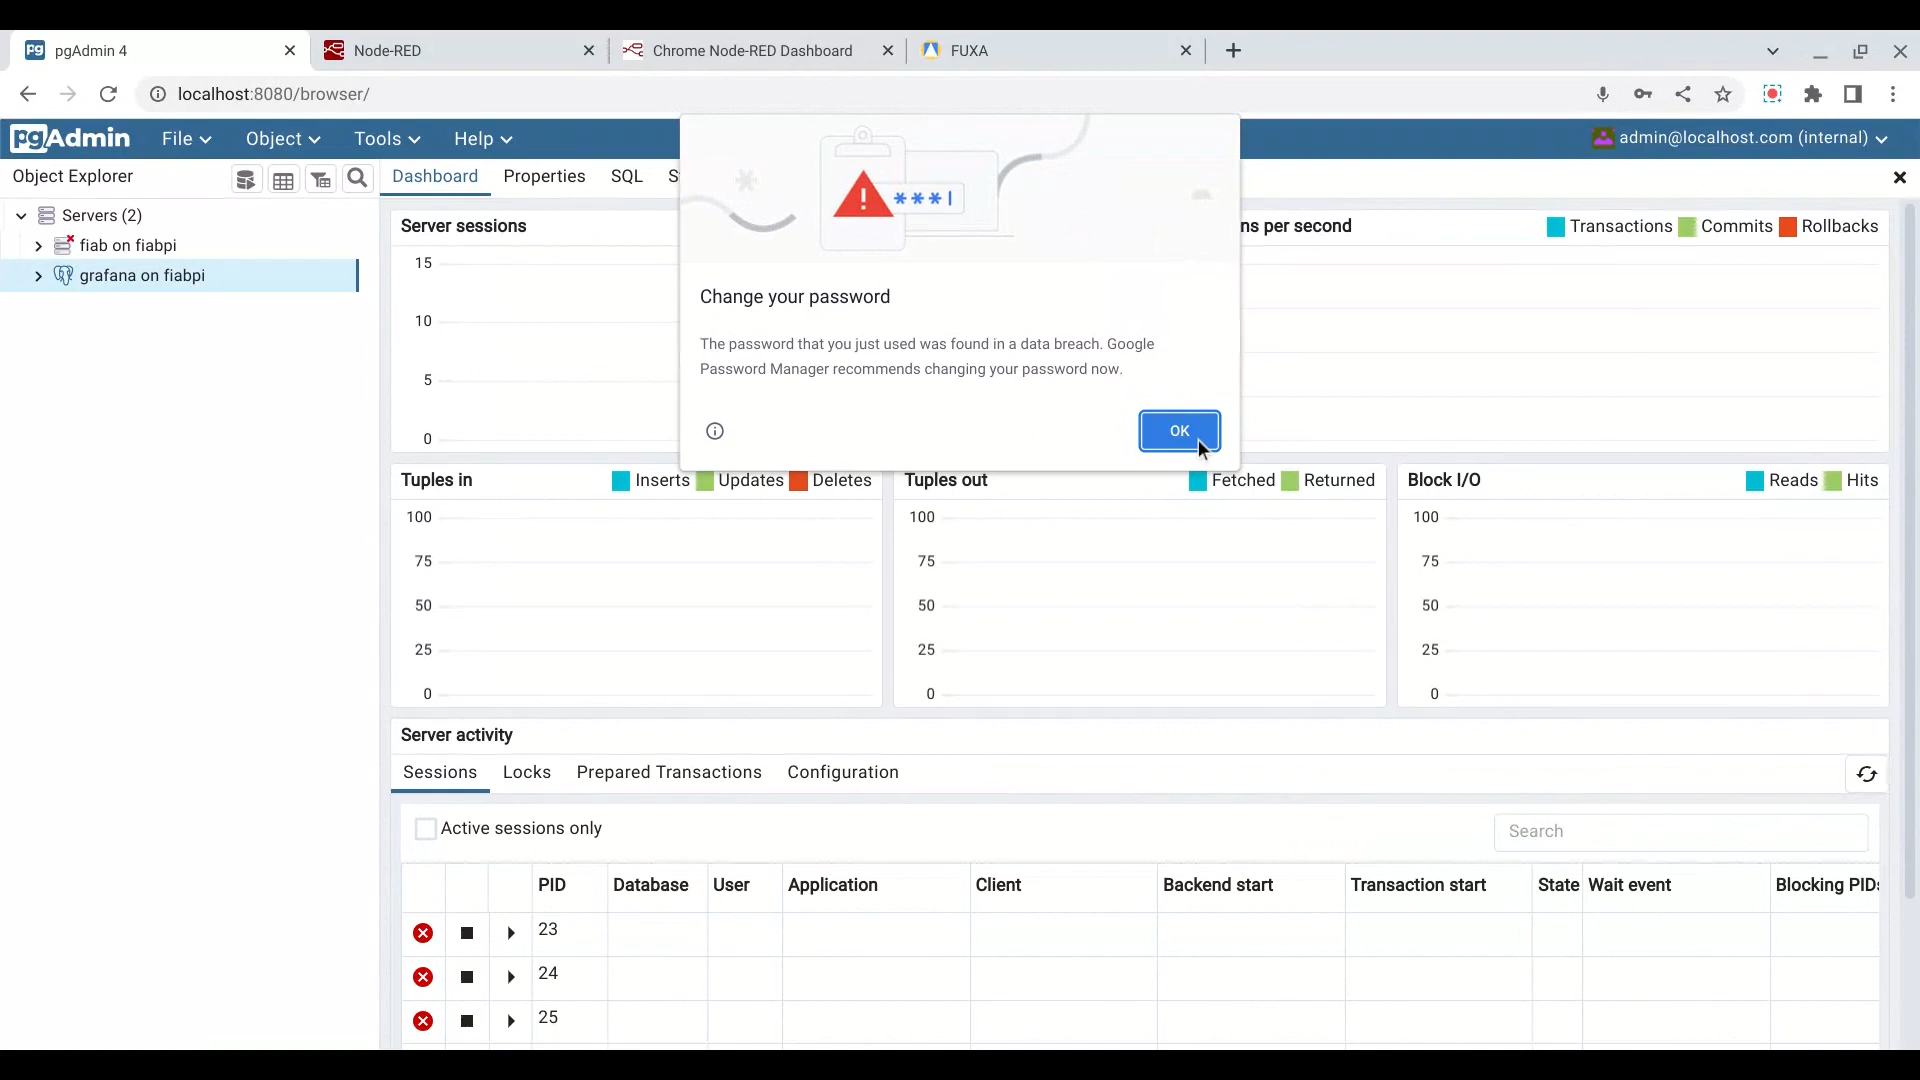 pgAdmin 4
Node-RED
Chrome Node-RED Dashboard
FUXA
localhost:8080/browser/
pgAdmin
File
Object
Tools
Help
admin@localhost.com (internal)
Object Explorer
Dashboard
Properties
SQL
S
Servers (2)
fiab on fiabpi
grafana on fiabpi
***|
Change your password
The password that you just used was found in a data breach. Google
Password Manager recommends changing your password now.
OK
Server sessions
15
10
5
0
ns per second
Transactions
Commits
Rollbacks
Tuples in
Inserts
Updates
Deletes
100
75
50
25
0
Tuples out
Fetched
Returned
100
75
50
25
0
Block I/O
Reads
Hits
100
75
50
25
0
Server activity
Sessions
Locks
Prepared Transactions
Configuration
Active sessions only
Search
PID
Database
User
Application
Client
Backend start
Transaction start
State
Wait event
Blocking PIDs
23
24
25